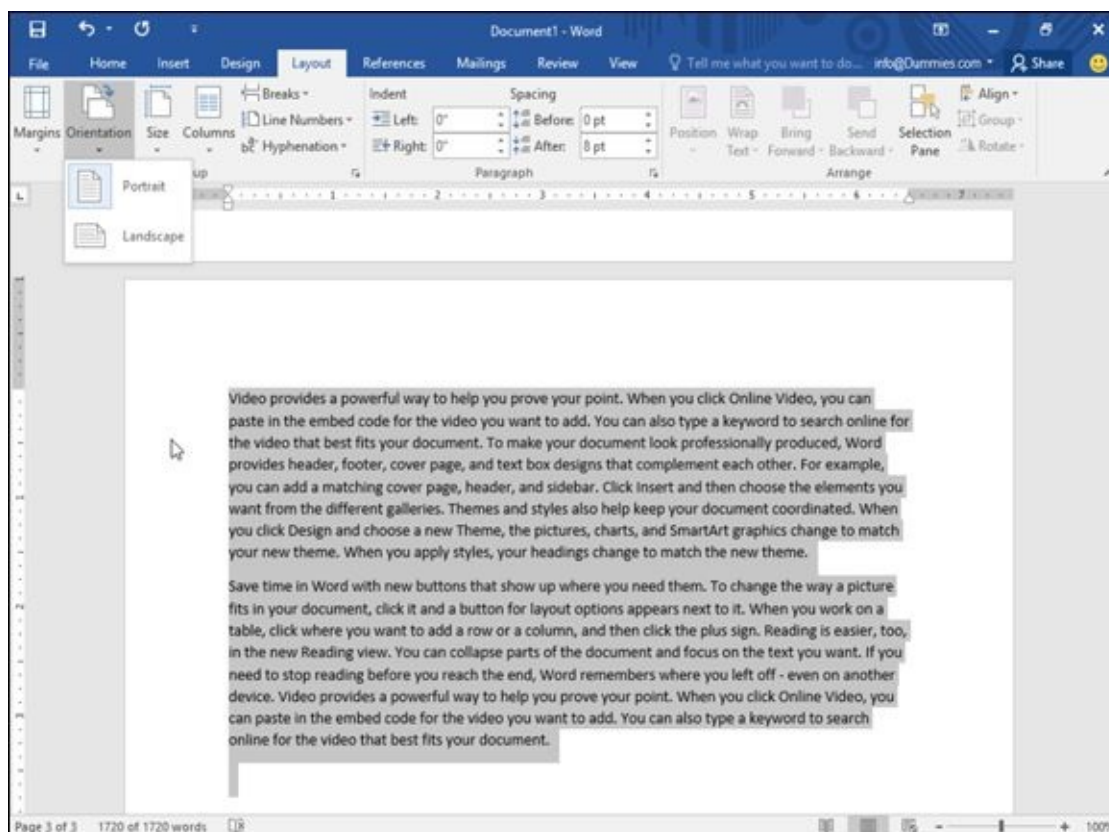 Document1 - Word
File Home Insert Design Layout References Mailings Review View Tell me what you want to do... info@Dummies.com Share
Margins Orientation Size Columns Breaks Line Numbers Hyphenation
Indent Spacing
Left: 0" Before: 0 pt
Right: 0" After: 8 pt
Position Wrap Text Bring Forward Send Backward Selection Pane Align Group Rotate
up Paragraph Arrange
Portrait
Landscape
L 1 2 3 4 5 6 7
Video provides a powerful way to help you prove your point. When you click Online Video, you can
paste in the embed code for the video you want to add. You can also type a keyword to search online for
the video that best fits your document. To make your document look professionally produced, Word
provides header, footer, cover page, and text box designs that complement each other. For example,
you can add a matching cover page, header, and sidebar. Click Insert and then choose the elements you
want from the different galleries. Themes and styles also help keep your document coordinated. When
you click Design and choose a new Theme, the pictures, charts, and SmartArt graphics change to match
your new theme. When you apply styles, your headings change to match the new theme.
Save time in Word with new buttons that show up where you need them. To change the way a picture
fits in your document, click it and a button for layout options appears next to it. When you work on a
table, click where you want to add a row or a column, and then click the plus sign. Reading is easier, too,
in the new Reading view. You can collapse parts of the document and focus on the text you want. If you
need to stop reading before you reach the end, Word remembers where you left off - even on another
device. Video provides a powerful way to help you prove your point. When you click Online Video, you
can paste in the embed code for the video you want to add. You can also type a keyword to search
online for the video that best fits your document.
Page 3 of 3 1720 of 1720 words 100%